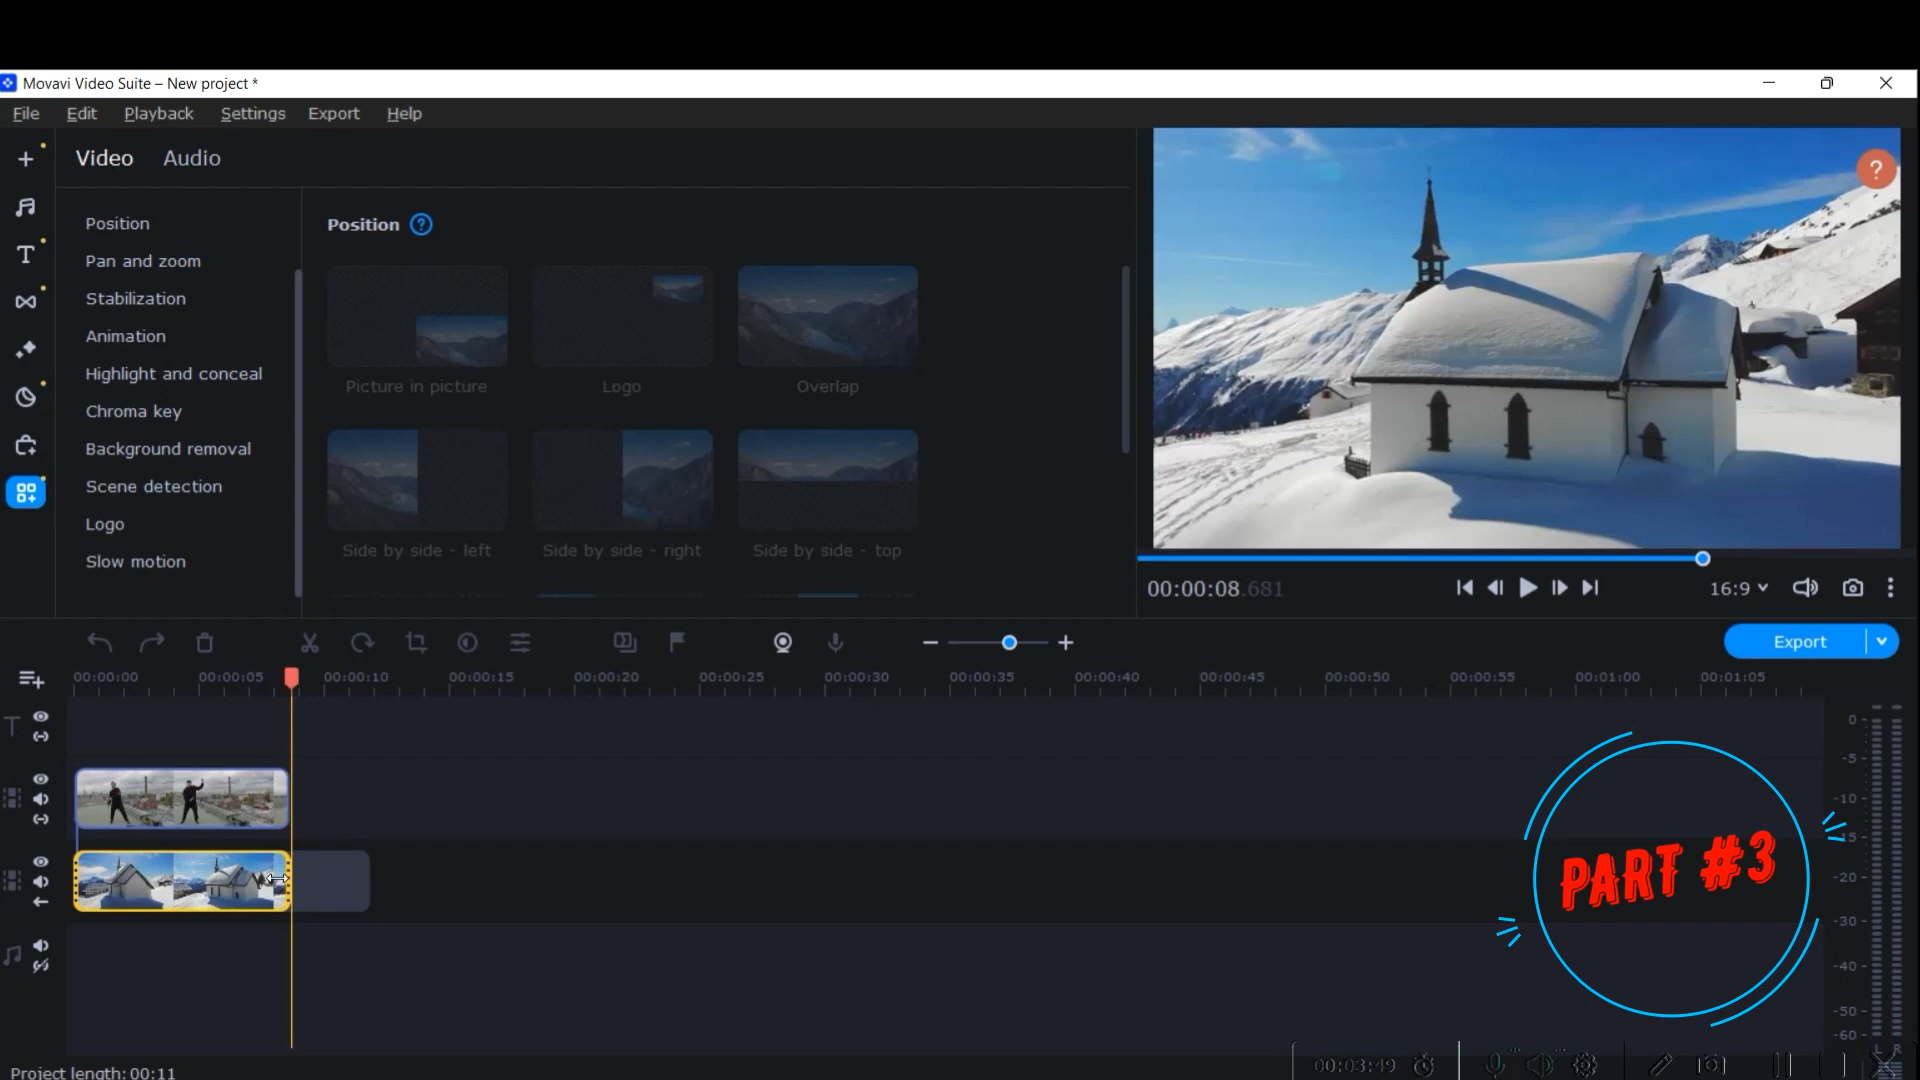 Movavi Video Suite – New project *
File Edit Playback Settings Export Help
Video Audio
Position
Pan and zoom
Stabilization
Animation
Highlight and conceal
Chroma key
Background removal
Scene detection
Logo
Slow motion
Position ?
Picture in picture Logo Overlap
Side by side - left Side by side - right Side by side - top
?
00:00:08.681
16:9
Export
00:00:00 00:00:05 00:00:10 00:00:15 00:00:20 00:00:25 00:00:30 00:00:35 00:00:40 00:00:45 00:00:50 00:00:55 00:01:00 00:01:05
0
-5
-10
-15
-20
-30
-40
-50
-60
L R
PART #3
00:03:49
Project length: 00:11